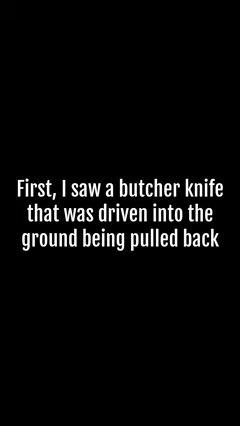 First, I saw a butcher knife
that was driven into the
ground being pulled back